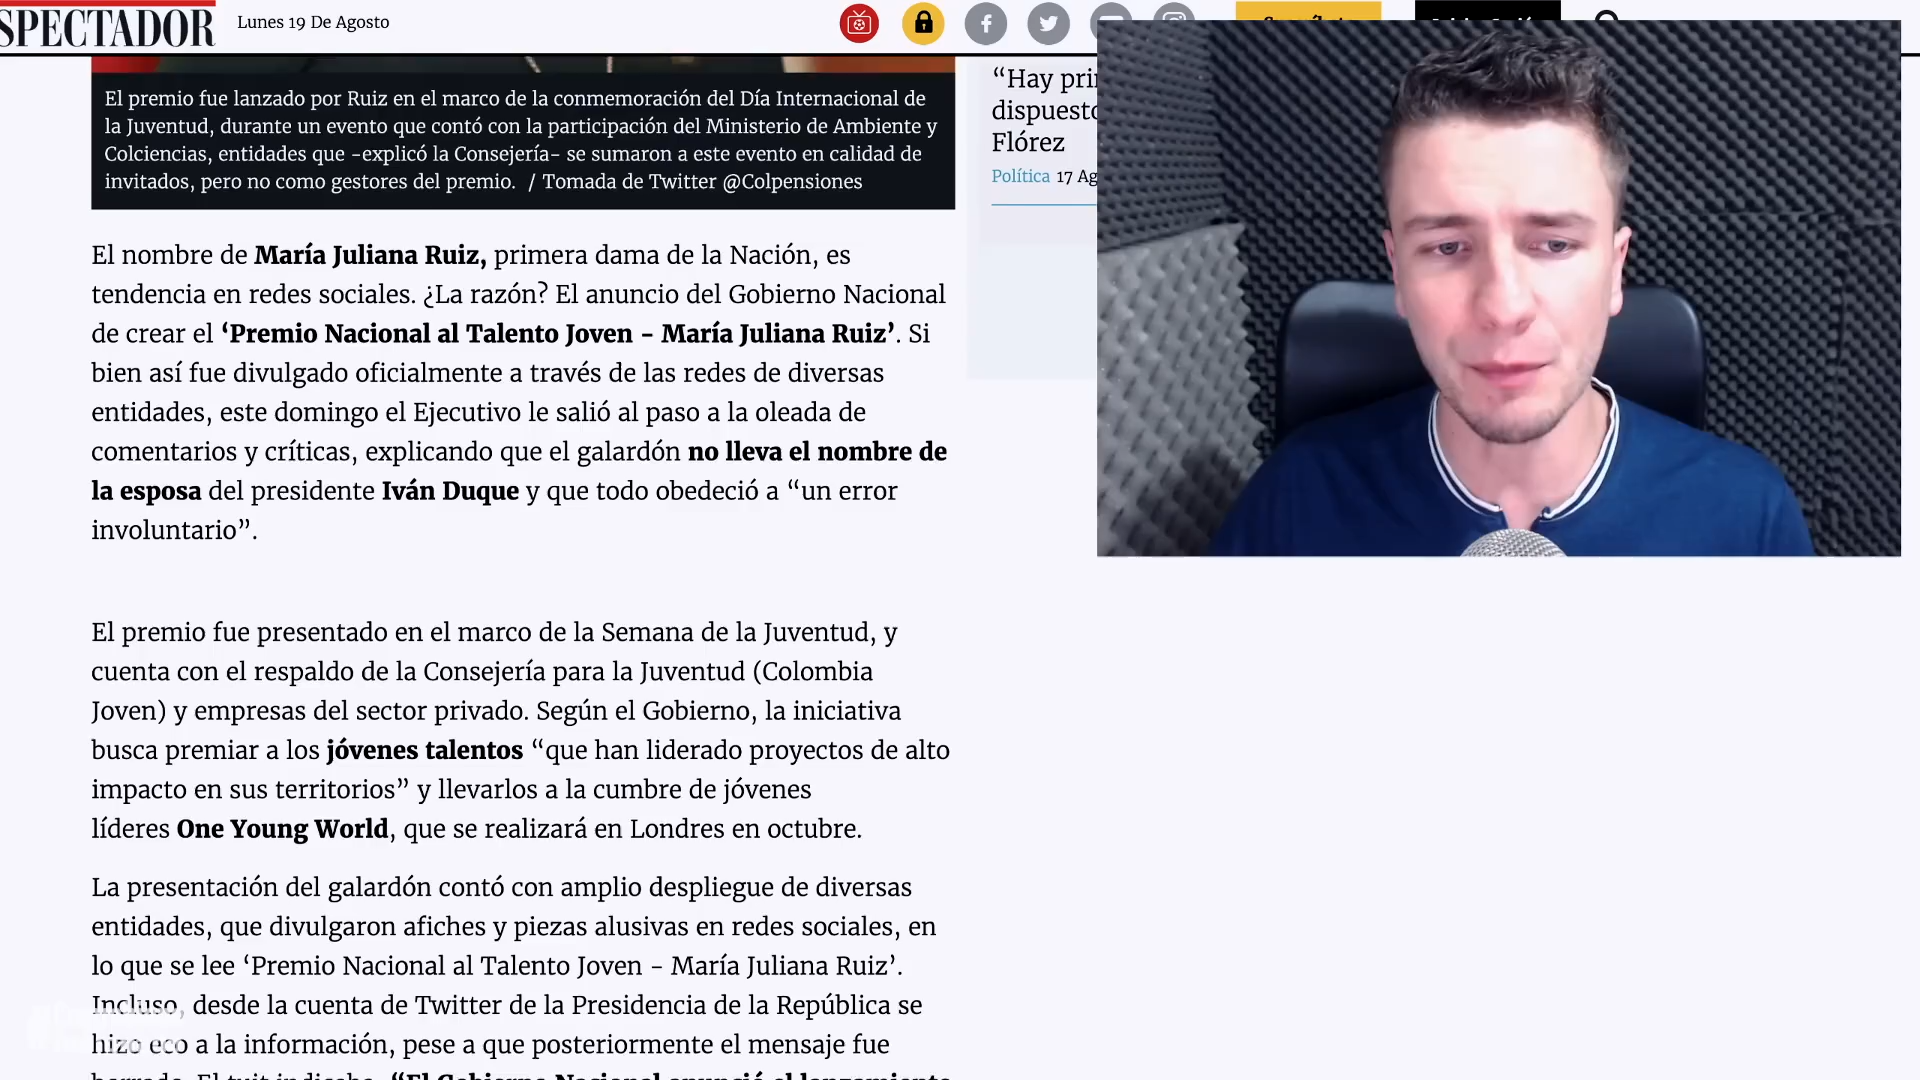 SPECTADOR
Lunes 19 De Agosto
El premio fue lanzado por Ruiz en el marco de la conmemoración del Día Internacional de
la Juventud, durante un evento que contó con la participación del Ministerio de Ambiente y
Colciencias, entidades que -explicó la Consejería- se sumaron a este evento en calidad de
invitados, pero no como gestores del premio. / Tomada de Twitter @Colpensiones
“Hay
dispuesto
Flórez
Política 17
El nombre de María Juliana Ruiz, primera dama de la Nación, es
tendencia en redes sociales. ¿La razón? El anuncio del Gobierno Nacional
de crear el ‘Premio Nacional al Talento Joven – María Juliana Ruiz’. Si
bien así fue divulgado oficialmente a través de las redes de diversas
entidades, este domingo el Ejecutivo le salió al paso a la oleada de
comentarios y críticas, explicando que el galardón no lleva el nombre de
la esposa del presidente Iván Duque y que todo obedeció a “un error
involuntario”.
El premio fue presentado en el marco de la Semana de la Juventud, y
cuenta con el respaldo de la Consejería para la Juventud (Colombia
Joven) y empresas del sector privado. Según el Gobierno, la iniciativa
busca premiar a los jóvenes talentos “que han liderado proyectos de alto
impacto en sus territorios” y llevarlos a la cumbre de jóvenes
líderes One Young World, que se realizará en Londres en octubre.
La presentación del galardón contó con amplio despliegue de diversas
entidades, que divulgaron afiches y piezas alusivas en redes sociales, en
lo que se lee ‘Premio Nacional al Talento Joven – María Juliana Ruiz’.
Incluso, desde la cuenta de Twitter de la Presidencia de la República se
hizo eco a la información, pese a que posteriormente el mensaje fue
borrado. El tuit indicaba. “El Gobierno Nacional anunció el lanzamiento